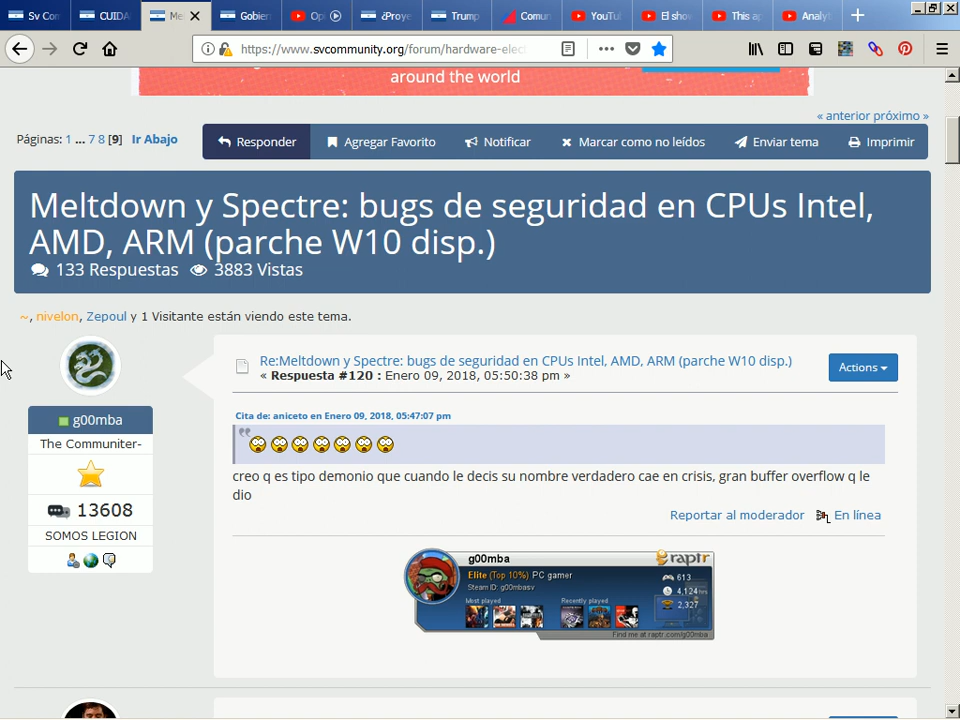 Sv Com
CUIDA
Me
Gobier
Op
¿Proye
Trump
Comun
YouTu
El sho
This ap
Analyt
https://www.svcommunity.org/forum/hardware-elec
around the world
« anterior próximo »
Páginas: 1 ... 7 8 [9] Ir Abajo
Responder
Agregar Favorito
Notificar
Marcar como no leídos
Enviar tema
Imprimir
Meltdown y Spectre: bugs de seguridad en CPUs Intel,
AMD, ARM (parche W10 disp.)
133 Respuestas 3883 Vistas
~, nivelon, Zepoul y 1 Visitante están viendo este tema.
g00mba
The Communiter-
13608
SOMOS LEGION
Re:Meltdown y Spectre: bugs de seguridad en CPUs Intel, AMD, ARM (parche W10 disp.)
« Respuesta #120 : Enero 09, 2018, 05:50:38 pm »
Actions
Cita de: aniceto en Enero 09, 2018, 05:47:07 pm
creo q es tipo demonio que cuando le decis su nombre verdadero cae en crisis, gran buffer overflow q le
dio
Reportar al moderador
En línea
g00mba
raptr
Elite (Top 10%) PC gamer
Steam ID: g00mbasv
Most played
Recently played
613
4,124 hrs
2,327
Find me at raptr.com/g00mba